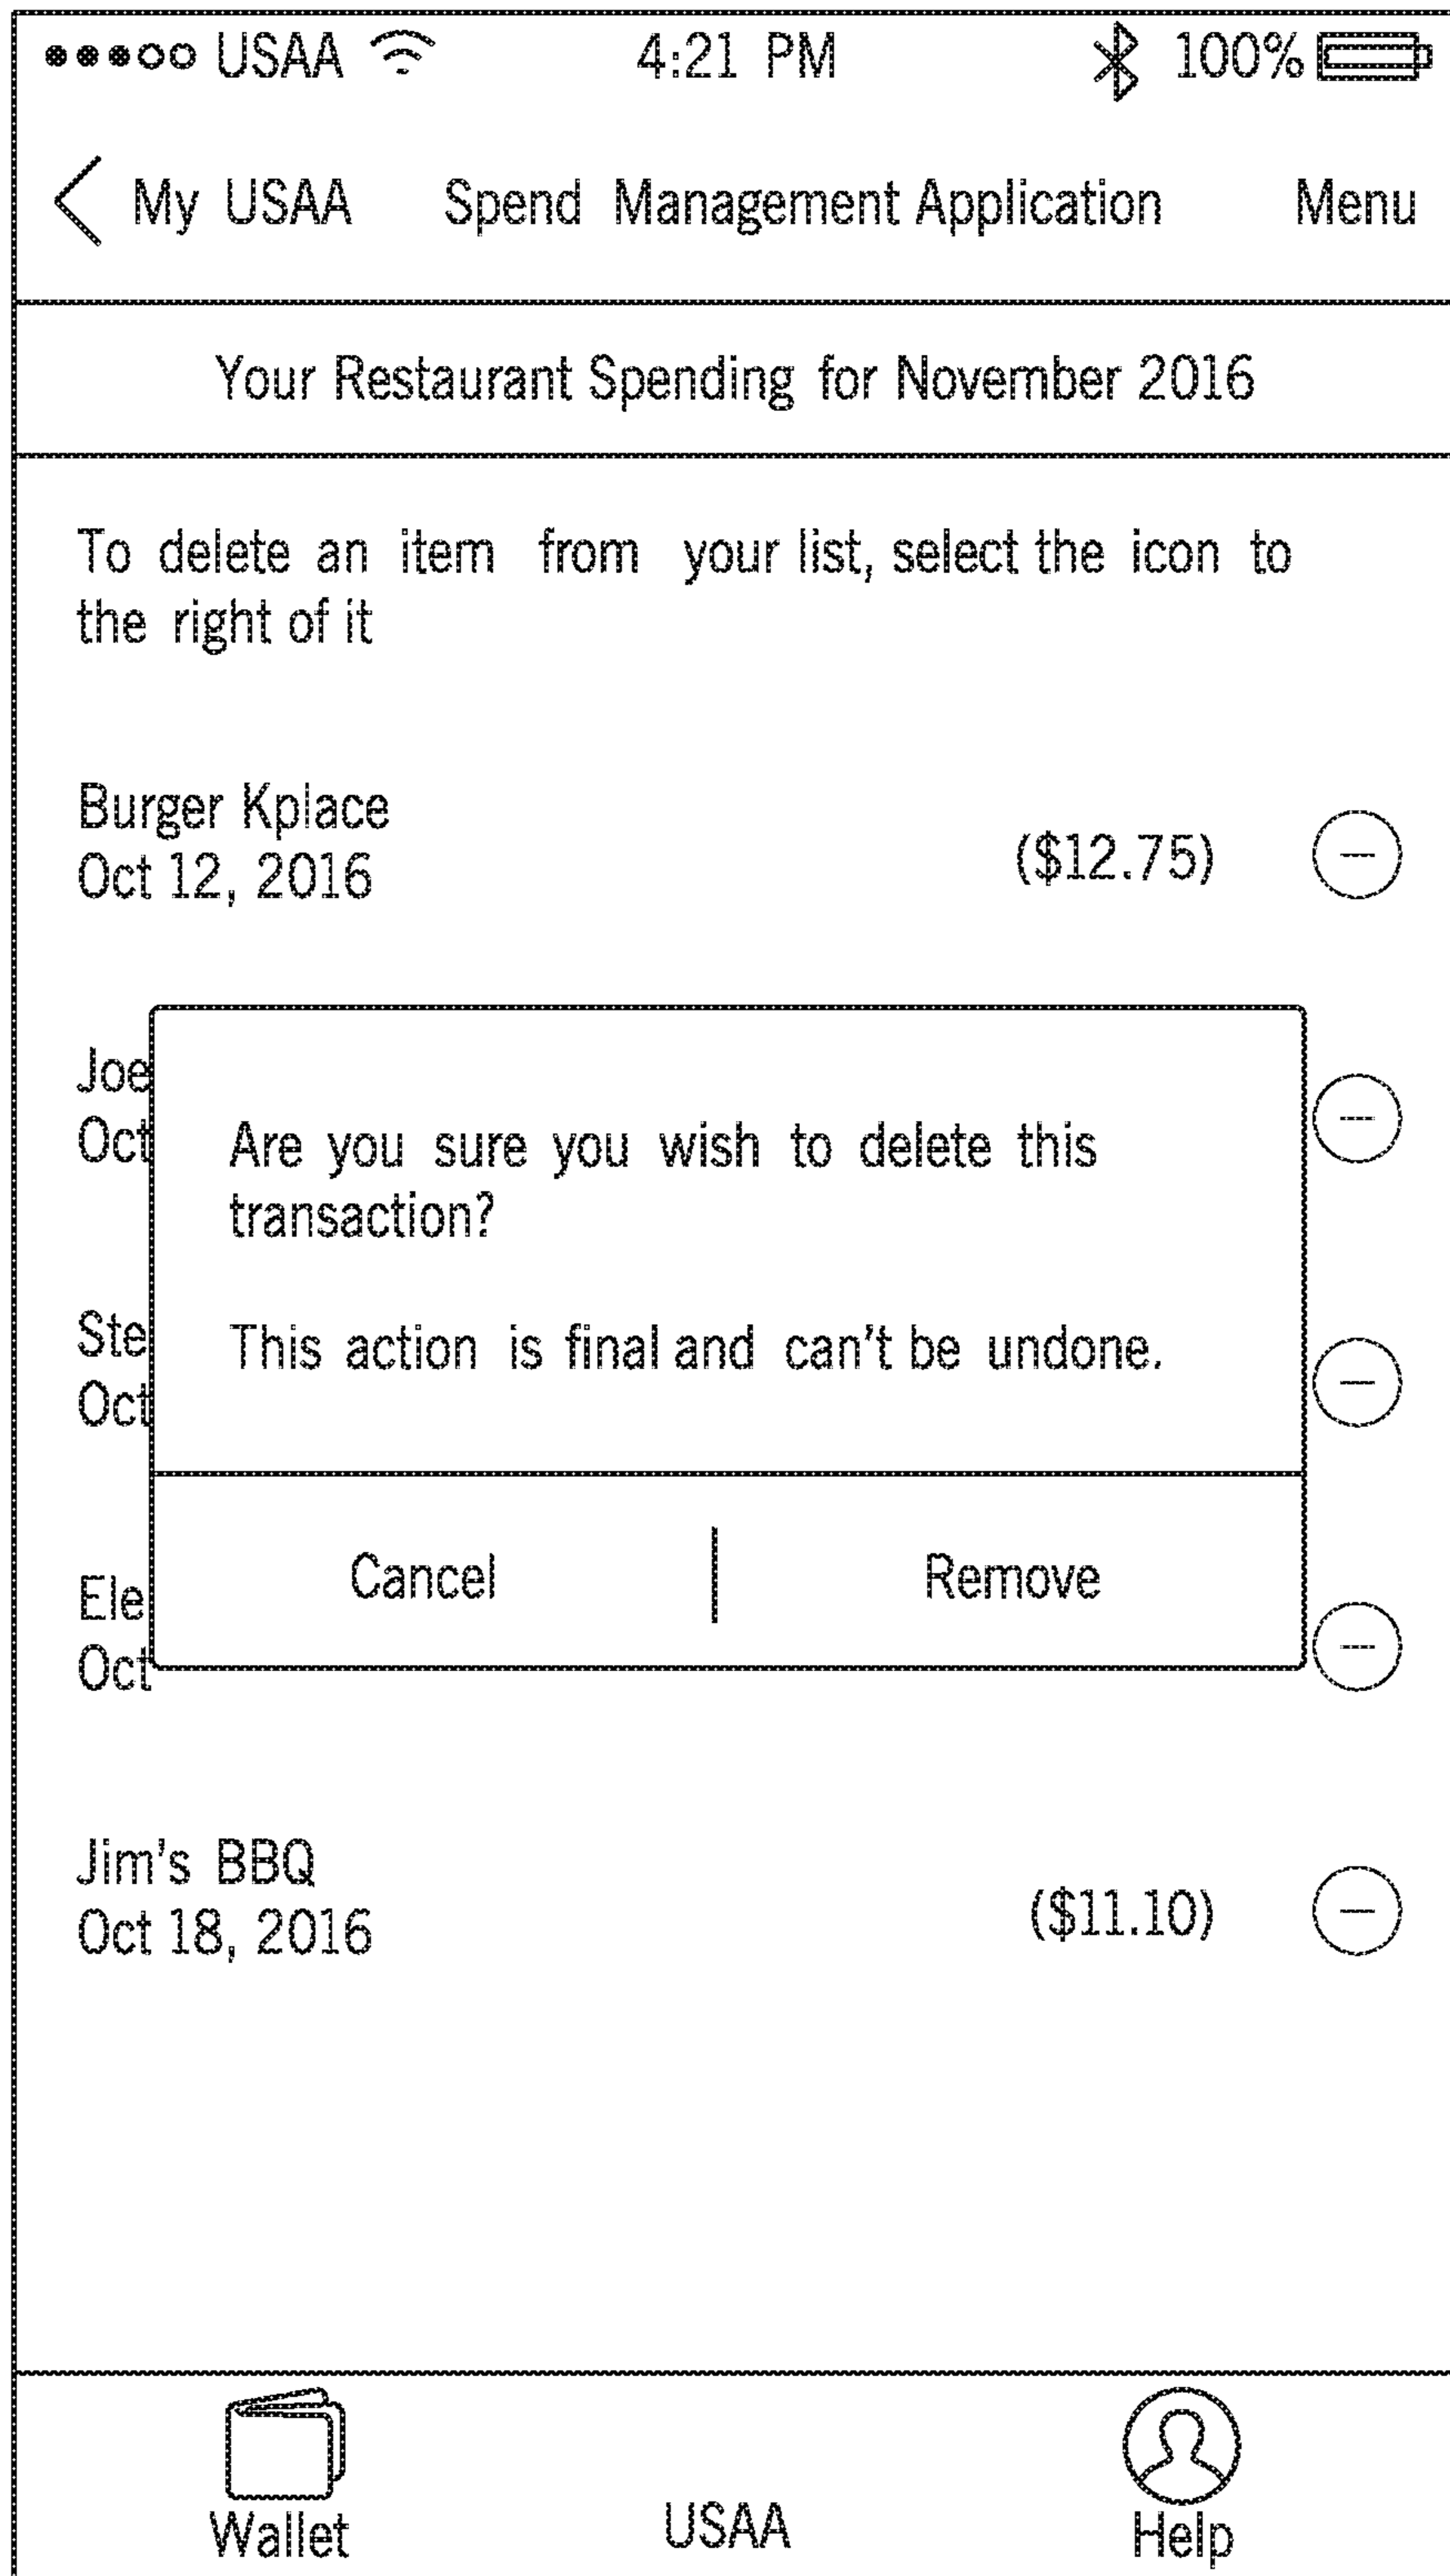 USAA 4:21 PM 100%
My USAA Spend Management Application Menu
Your Restaurant Spending for November 2016
To delete an item from your list, select the icon to
the right of it
Burger Kplace
Oct 12, 2016 ($12.75)
Joe
Oct
Are you sure you wish to delete this
transaction?
Ste
This action is final and can't be undone.
Oct
Cancel Remove
Ele
Oct
Jim's BBQ
Oct 18, 2016 ($11.10)
Wallet USAA Help